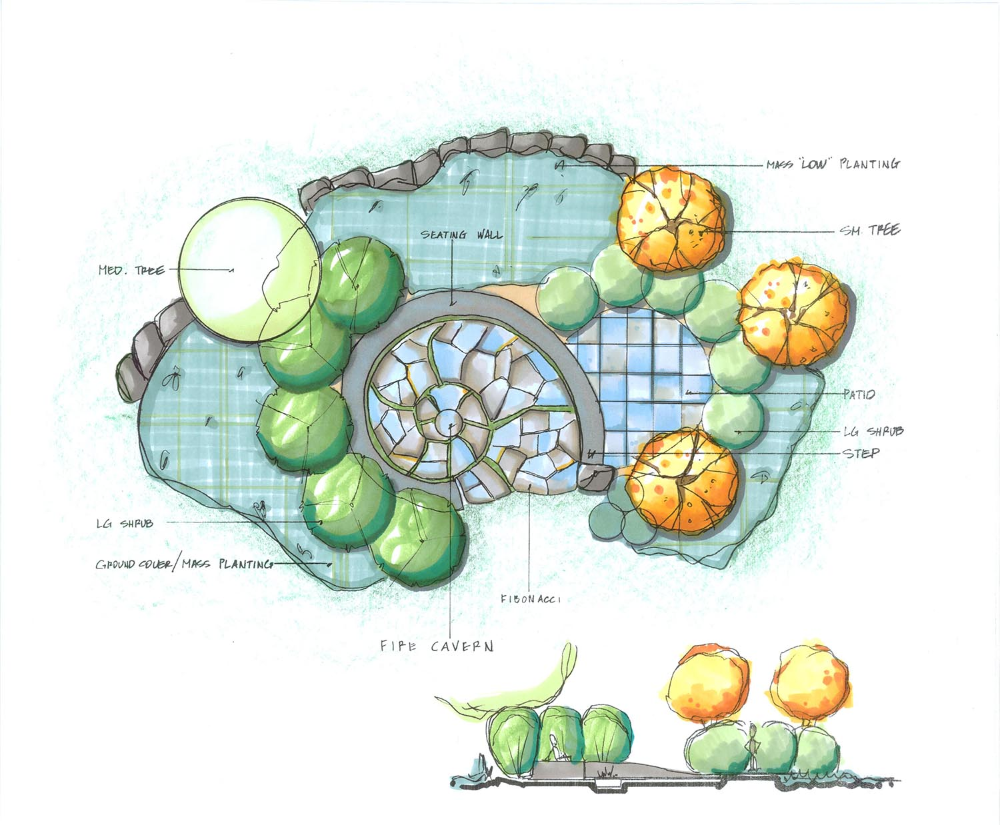 MASS "LOW" PLANTING
SM. TREE
SEATING WALL
MED. TREE
PATIO
LG SHRUB
STEP
LG SHRUB
GROUND COVER/MASS PLANTING
FIBONACCI
FIRE CAVERN